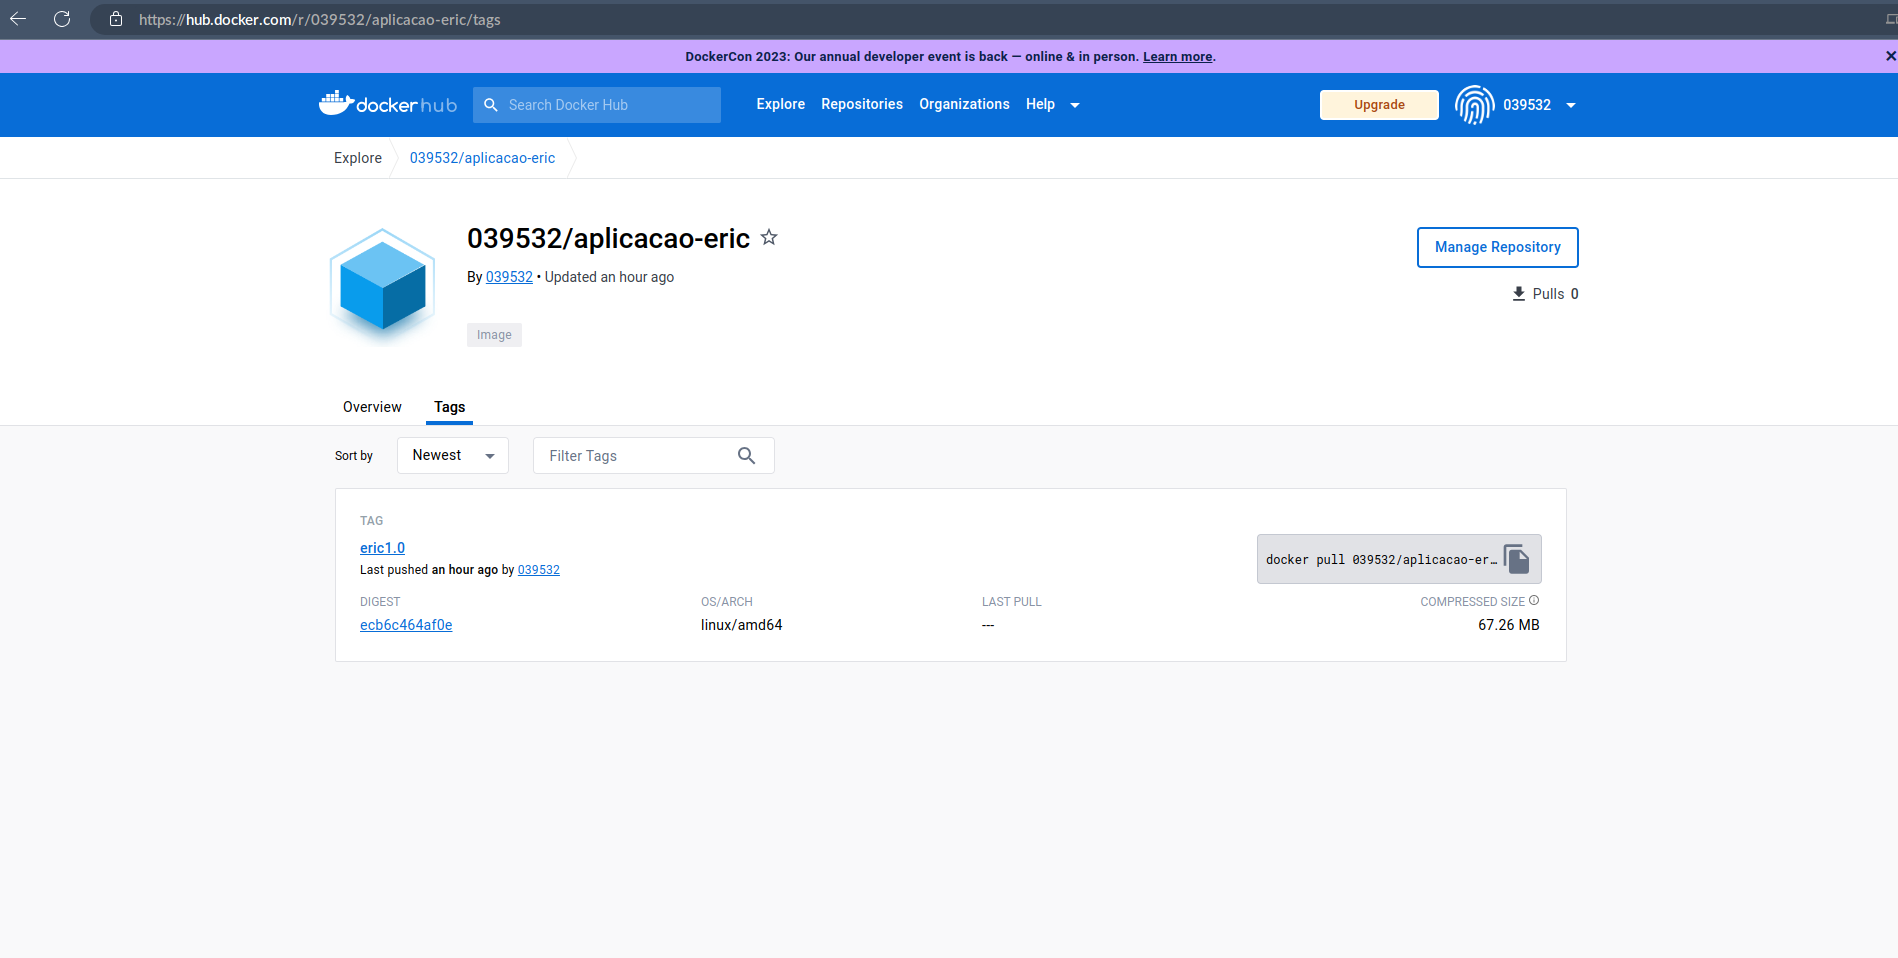 https://hub.docker.com/r/039532/aplicacao-eric/tags
DockerCon 2023: Our annual developer event is back — online & in person. Learn more.
dockerhub
Search Docker Hub
Explore
Repositories
Organizations
Help
Upgrade
039532
Explore
039532/aplicacao-eric
039532/aplicacao-eric
By 039532 • Updated an hour ago
Manage Repository
Pulls 0
Image
Overview
Tags
Sort by
Newest
Filter Tags
TAG
eric1.0
Last pushed an hour ago by 039532
docker pull 039532/aplicacao-er…
DIGEST
OS/ARCH
LAST PULL
COMPRESSED SIZE
ecb6c464af0e
linux/amd64
---
67.26 MB